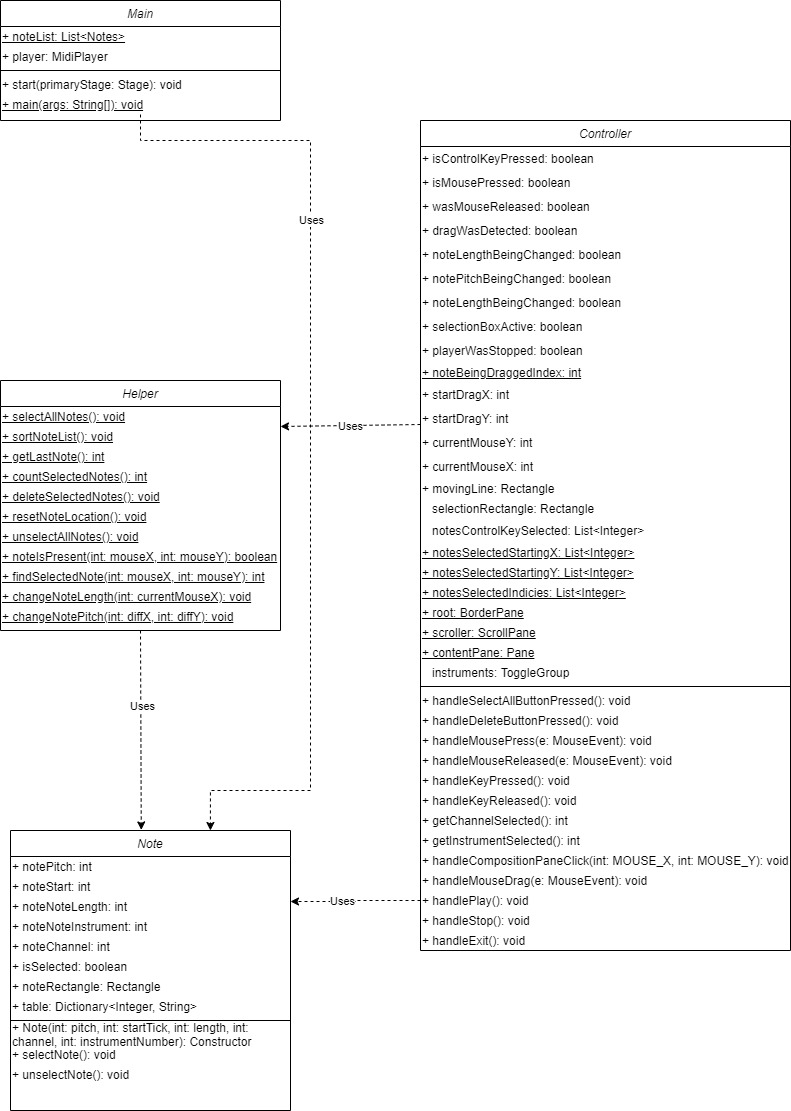 Main
+ noteList: List<Notes>
+ player: MidiPlayer
+ start(primaryStage: Stage): void
+ main(args: String[]): void
Uses
Controller
+ isControlKeyPressed: boolean
+ isMousePressed: boolean
+ wasMouseReleased: boolean
+ dragWasDetected: boolean
+ noteLengthBeingChanged: boolean
+ notePitchBeingChanged: boolean
+ noteLengthBeingChanged: boolean
+ selectionBoxActive: boolean
+ playerWasStopped: boolean
+ noteBeingDraggedIndex: int
+ startDragX: int
+ startDragY: int
+ currentMouseY: int
+ currentMouseX: int
+ movingLine: Rectangle
selectionRectangle: Rectangle
notesControlKeySelected: List<Integer>
+ notesSelectedStartingX: List<Integer>
+ notesSelectedStartingY: List<Integer>
+ notesSelectedIndicies: List<Integer>
+ root: BorderPane
+ scroller: ScrollPane
+ contentPane: Pane
instruments: ToggleGroup
+ handleSelectAllButtonPressed(): void
+ handleDeleteButtonPressed(): void
+ handleMousePress(e: MouseEvent): void
+ handleMouseReleased(e: MouseEvent): void
+ handleKeyPressed(): void
+ handleKeyReleased(): void
+ getChannelSelected(): int
+ getInstrumentSelected(): int
+ handleCompositionPaneClick(int: MOUSE_X, int: MOUSE_Y): void
+ handleMouseDrag(e: MouseEvent): void
+ handlePlay(): void
+ handleStop(): void
+ handleExit(): void
Helper
+ selectAllNotes(): void
+ sortNoteList(): void
+ getLastNote(): int
+ countSelectedNotes(): int
+ deleteSelectedNotes(): void
+ resetNoteLocation(): void
+ unselectAllNotes(): void
+ noteIsPresent(int: mouseX, int: mouseY): boolean
+ findSelectedNote(int: mouseX, int: mouseY): int
+ changeNoteLength(int: currentMouseX): void
+ changeNotePitch(int: diffX, int: diffY): void
Uses
Uses
Note
+ notePitch: int
+ noteStart: int
+ noteNoteLength: int
+ noteNoteInstrument: int
+ noteChannel: int
+ isSelected: boolean
+ noteRectangle: Rectangle
+ table: Dictionary<Integer, String>
+ Note(int: pitch, int: startTick, int: length, int:
channel, int: instrumentNumber): Constructor
+ selectNote(): void
+ unselectNote(): void
Uses